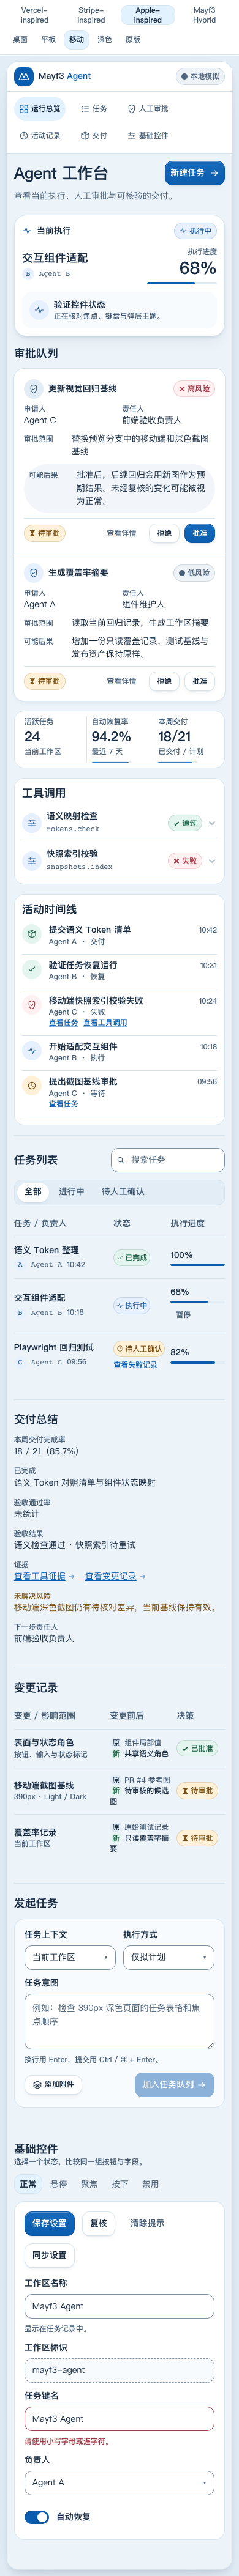 Vercel-inspired
Stripe-inspired
Apple-inspired
Mayf3 Hybrid
桌面 平板 移动 深色 原版
Mayf3 Agent
本地模拟
运行总览 任务 人工审批
活动记录 交付 基础控件
Agent 工作台
新建任务 →
查看当前执行、人工审批与可核验的交付。
当前执行
执行中
交互组件适配
B Agent B
执行进度
68%
验证控件状态
正在核对焦点、键盘与弹层主题。
审批队列
更新视觉回归基线
高风险
申请人 责任人
Agent C 前端验收负责人
审批范围 替换预览分支中的移动端和深色截图基线
可能后果 批准后，后续回归会用新图作为预期结果。未经复核的变化可能被视为正常。
待审批 查看详情 拒绝 批准
生成覆盖率摘要
低风险
申请人 责任人
Agent A 组件维护人
审批范围 读取当前回归记录，生成工作区摘要
可能后果 增加一份只读覆盖记录，测试基线与发布资产保持原样。
待审批 查看详情 拒绝 批准
活跃任务 自动恢复率 本周交付
24 94.2% 18/21
当前工作区 最近 7 天 已交付 / 计划
工具调用
语义映射检查
tokens.check
通过
快照索引校验
snapshots.index
失败
活动时间线
提交语义 Token 清单 10:42
Agent A · 交付
验证任务恢复运行 10:31
Agent B · 恢复
移动端快照索引校验失败 10:24
Agent C · 失败
查看任务 查看工具调用
开始适配交互组件 10:18
Agent B · 执行
提出截图基线审批 09:56
Agent C · 等待
查看任务
任务列表
搜索任务
全部 进行中 待人工确认
任务 / 负责人 状态 执行进度
语义 Token 整理
A Agent A 10:42
已完成
100%
交互组件适配
B Agent B 10:18
执行中
68%
暂停
Playwright 回归测试
C Agent C 09:56
待人工确认
查看失败记录
82%
交付总结
本周交付完成率
18 / 21（85.7%）
已完成
语义 Token 对照清单与组件状态映射
验收通过率
未统计
验收结果
语义检查通过 · 快照索引待重试
证据
查看工具证据 → 查看变更记录 →
未解决风险
移动端深色截图仍有待核对差异，当前基线保持有效。
下一步责任人
前端验收负责人
变更记录
变更 / 影响范围 变更前后 决策
表面与状态角色
按钮、输入与状态标记
原 组件局部值
新 共享语义角色
已批准
移动端截图基线
390px · Light / Dark
原 PR #4 参考图
新 待审核的候选图
待审批
覆盖率记录
当前工作区
原 原始测试记录
新 只读覆盖率摘要
待审批
发起任务
任务上下文 执行方式
当前工作区 仅拟计划
任务意图
例如：检查 390px 深色页面的任务表格和焦点顺序
换行用 Enter，提交用 Ctrl / ⌘ + Enter。
添加附件
加入任务队列 →
基础控件
选择一个状态，比较同一组按钮与字段。
正常 悬停 聚焦 按下 禁用
保存设置 复核 清除提示
同步设置
工作区名称
Mayf3 Agent
显示在任务记录中。
工作区标识
mayf3-agent
任务键名
Mayf3 Agent
请使用小写字母或连字符。
负责人
Agent A
自动恢复